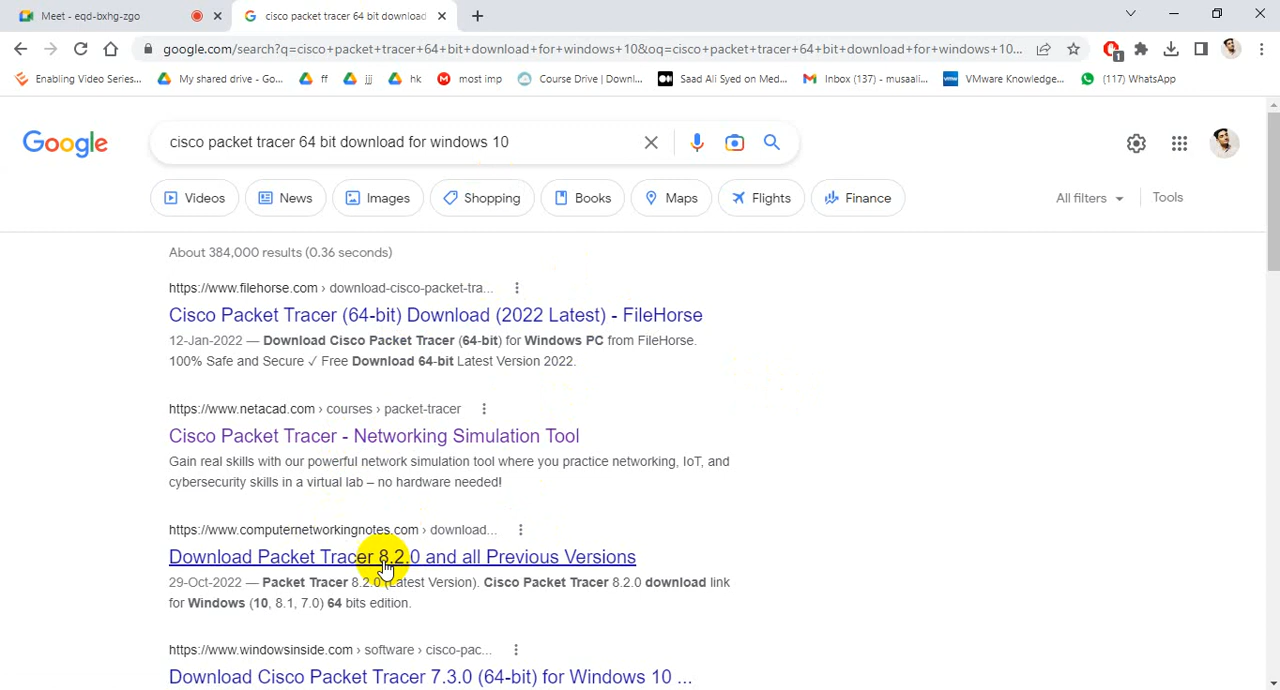 Meet - eqd-bxhg-zgo
cisco packet tracer 64 bit download
google.com/search?q=cisco+packet+tracer+64+bit+download+for+windows+10&oq=cisco+packet+tracer+64+bit+download+for+windows+10...
1
Enabling Video Series...
My shared drive - Go...
ff
jjj
hk
most imp
Course Drive | Downl...
Saad Ali Syed on Med...
Inbox (137) - musaali...
vmw
VMware Knowledge...
(117) WhatsApp
Google
cisco packet tracer 64 bit download for windows 10
Videos
News
Images
Shopping
Books
Maps
Flights
Finance
All filters
Tools
About 384,000 results (0.36 seconds)
https://www.filehorse.com › download-cisco-packet-tra...
Cisco Packet Tracer (64-bit) Download (2022 Latest) - FileHorse
12-Jan-2022 — Download Cisco Packet Tracer (64-bit) for Windows PC from FileHorse.
100% Safe and Secure ✓ Free Download 64-bit Latest Version 2022.
https://www.netacad.com › courses › packet-tracer
Cisco Packet Tracer - Networking Simulation Tool
Gain real skills with our powerful network simulation tool where you practice networking, IoT, and
cybersecurity skills in a virtual lab – no hardware needed!
https://www.computernetworkingnotes.com › download...
Download Packet Tracer 8.2.0 and all Previous Versions
29-Oct-2022 — Packet Tracer 8.2.0 (Latest Version). Cisco Packet Tracer 8.2.0 download link
for Windows (10, 8.1, 7.0) 64 bits edition.
https://www.windowsinside.com › software › cisco-pac...
Download Cisco Packet Tracer 7.3.0 (64-bit) for Windows 10 ...